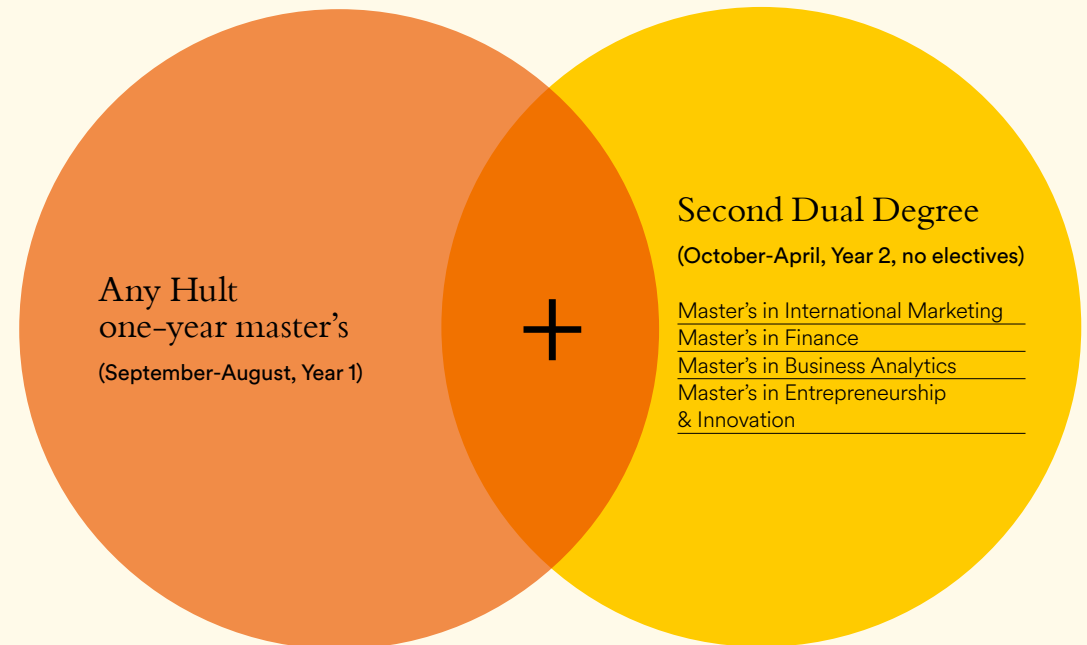 Any Hult
one-year master's
(September-August, Year 1)
+
Second Dual Degree
(October-April, Year 2, no electives)
Master's in International Marketing
Master's in Finance
Master's in Business Analytics
Master's in Entrepreneurship
& Innovation